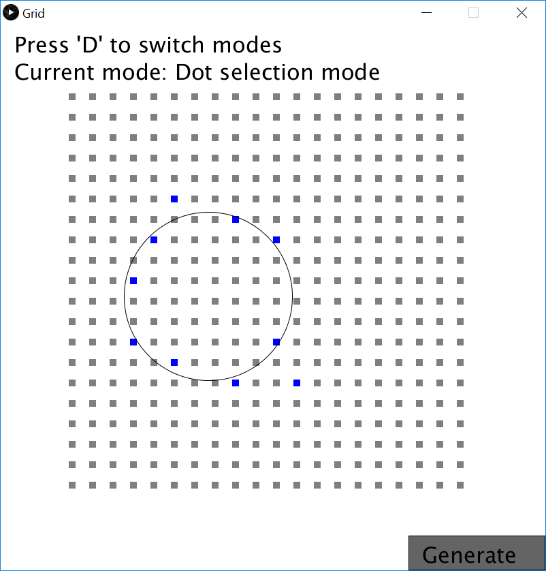 Grid
Press 'D' to switch modes
Current mode: Dot selection mode
Generate